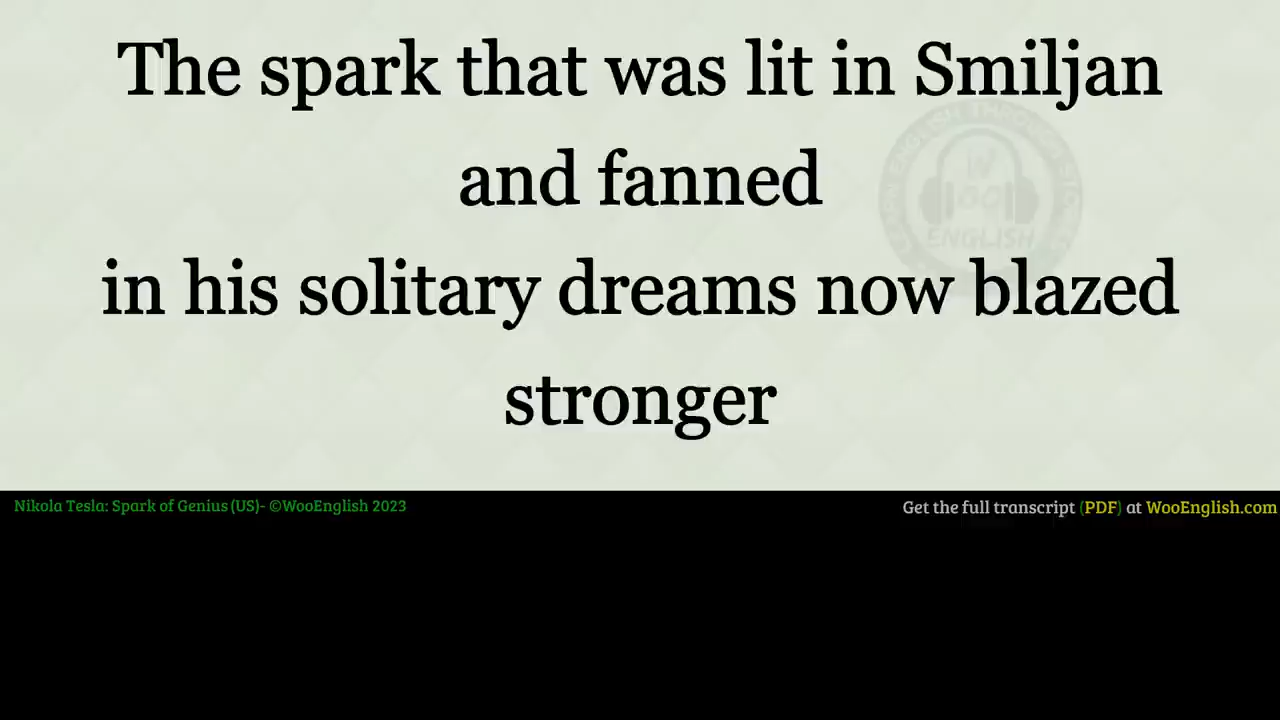 The spark that was lit in Smiljan
and fanned
in his solitary dreams now blazed
stronger
Nikola Tesla: Spark of Genius (US)- ©WooEnglish 2023
Get the full transcript (PDF) at WooEnglish.com